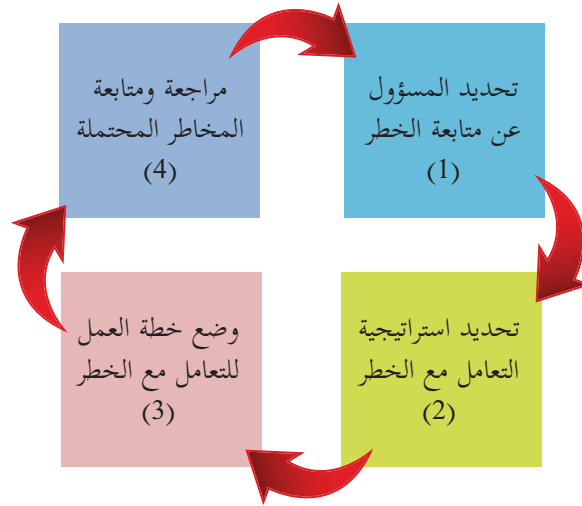 تحديد المسؤول
عن متابعة الخطر
(1)
تحديد استراتيجية
التعامل مع الخطر
(2)
وضع خطة العمل
للتعامل مع الخطر
(3)
مراجعة ومتابعة
المخاطر المحتملة
(4)